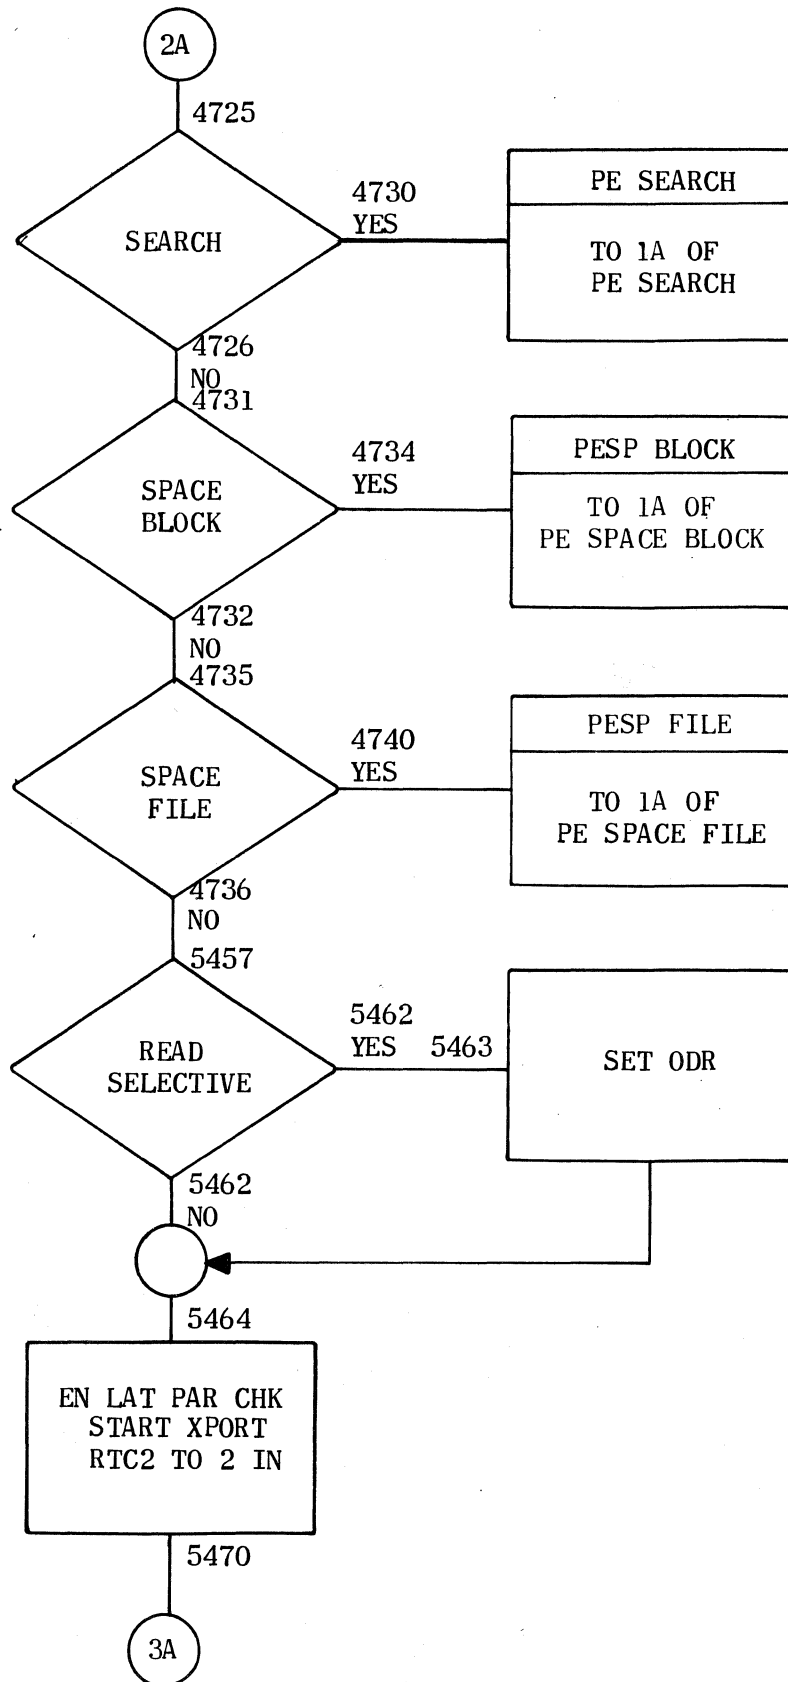 2A
4725
SEARCH
4730
YES
PE SEARCH
TO 1A OF
PE SEARCH
4726
NO
4731
SPACE
BLOCK
4734
YES
PESP BLOCK
TO 1A OF
PE SPACE BLOCK
4732
NO
4735
SPACE
FILE
4740
YES
PESP FILE
TO 1A OF
PE SPACE FILE
4736
NO
5457
READ
SELECTIVE
5462
YES 5463
SET ODR
5462
NO
5464
EN LAT PAR CHK
START XPORT
RTC2 TO 2 IN
5470
3A